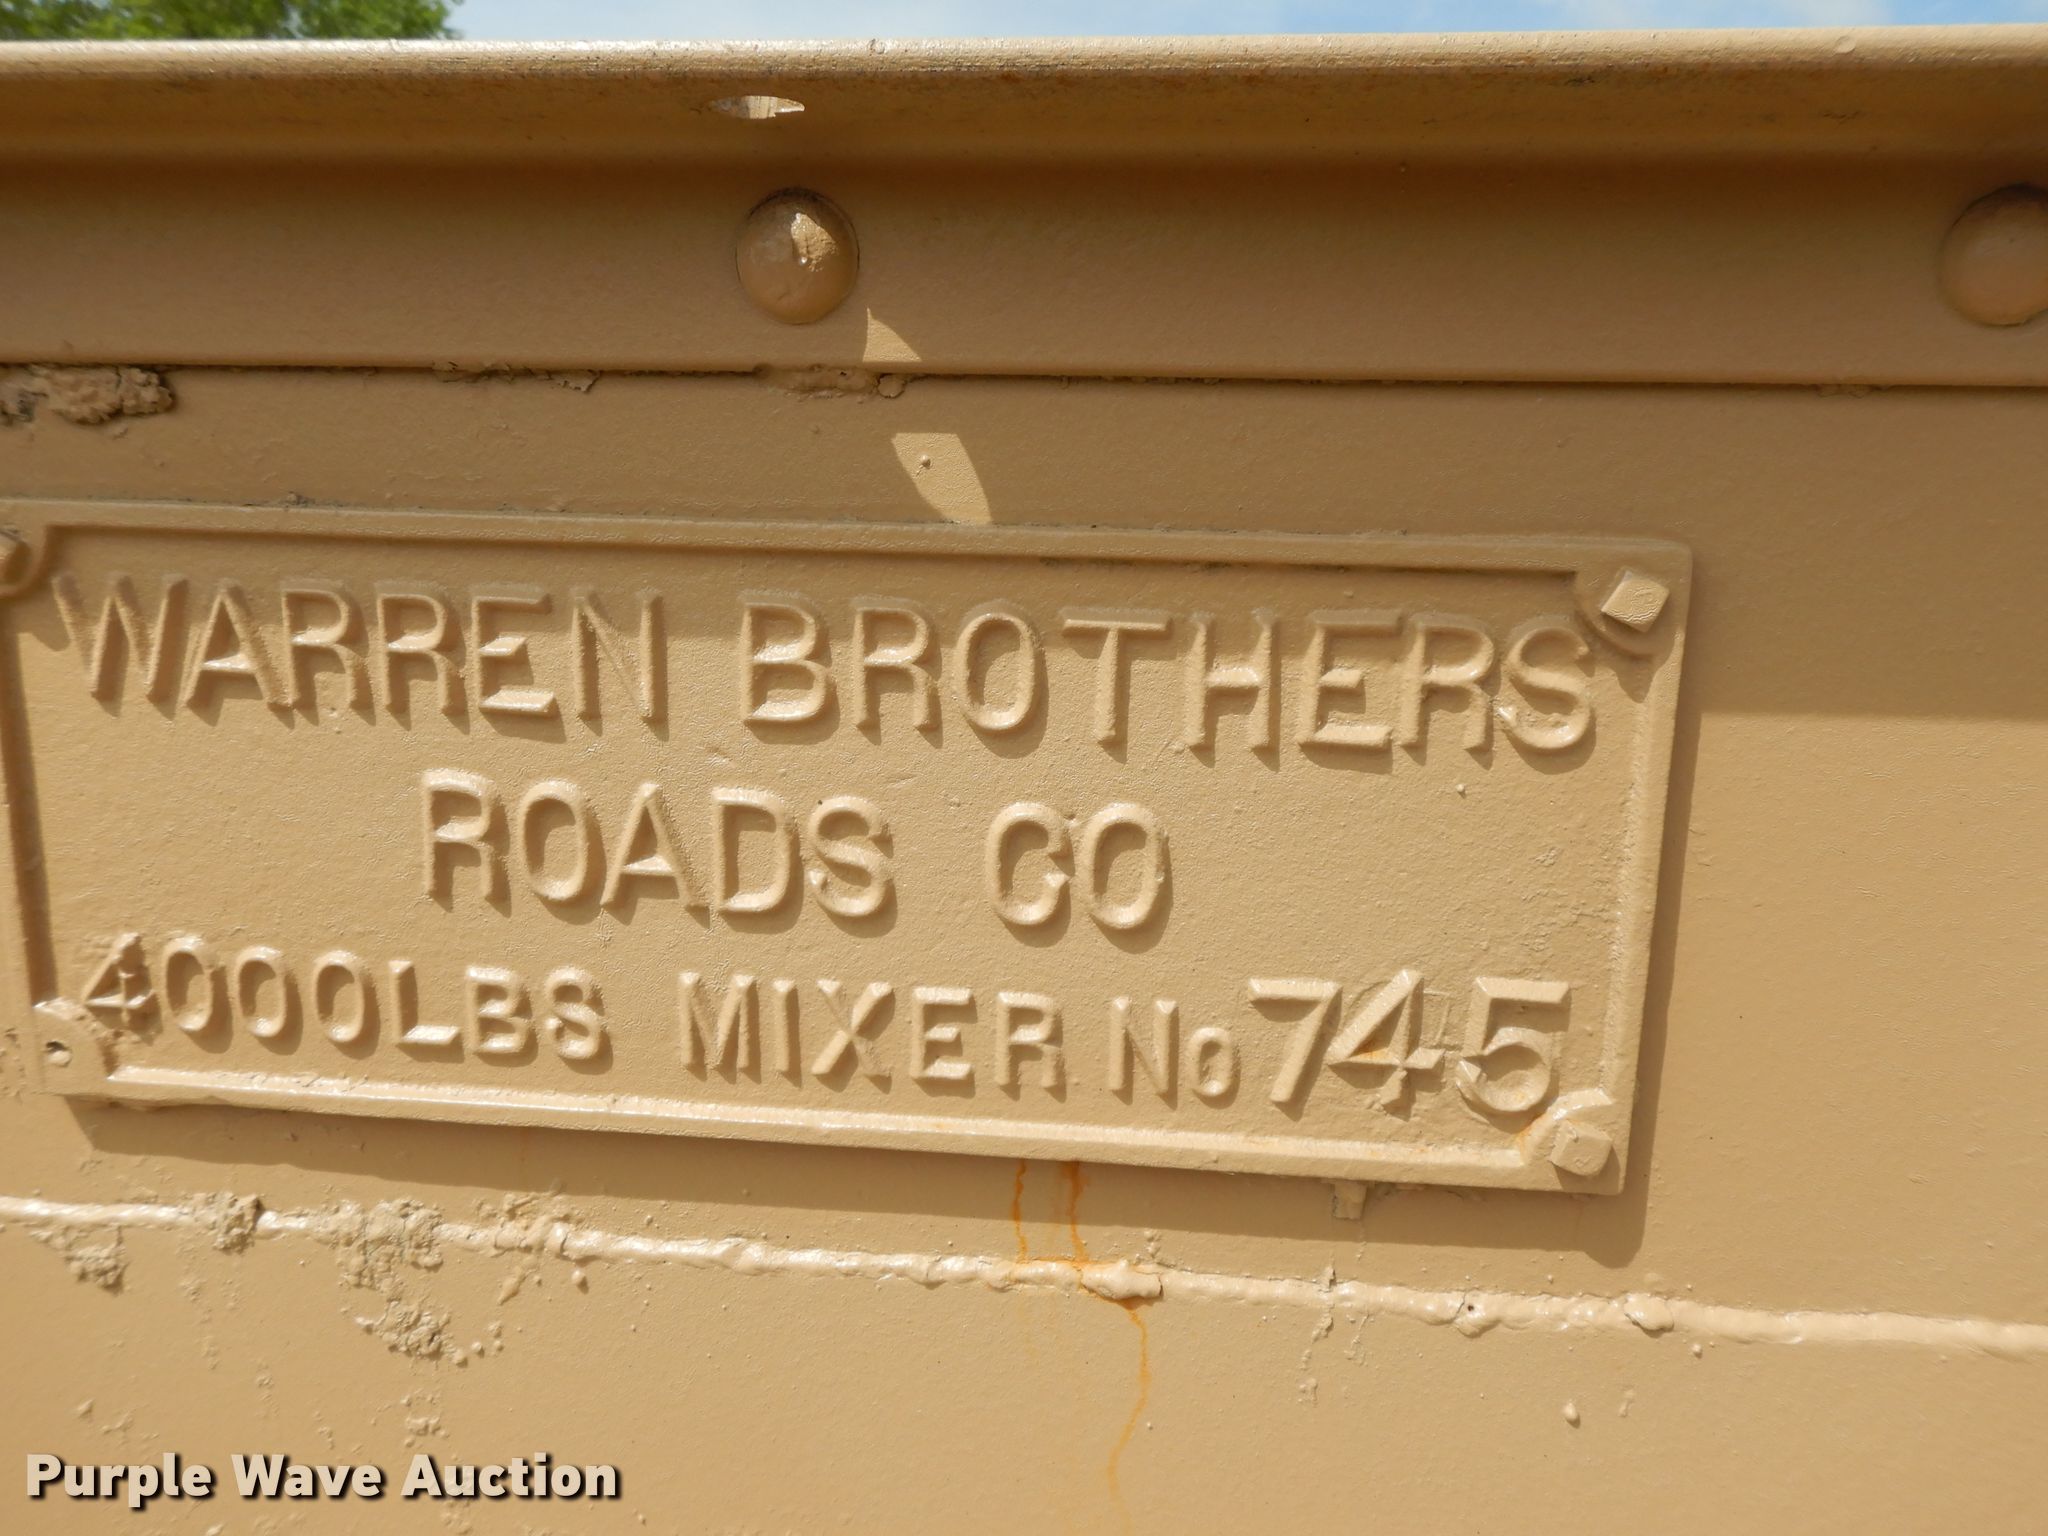 WARREN BROTHERS
ROADS CO
4000LBS MIXER No 745
Purple Wave Auction